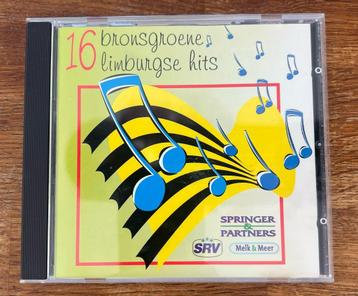 16 bronsgroene
limburgse hits
SPRINGER
&
PARTNERS
SRV
Melk & Meer